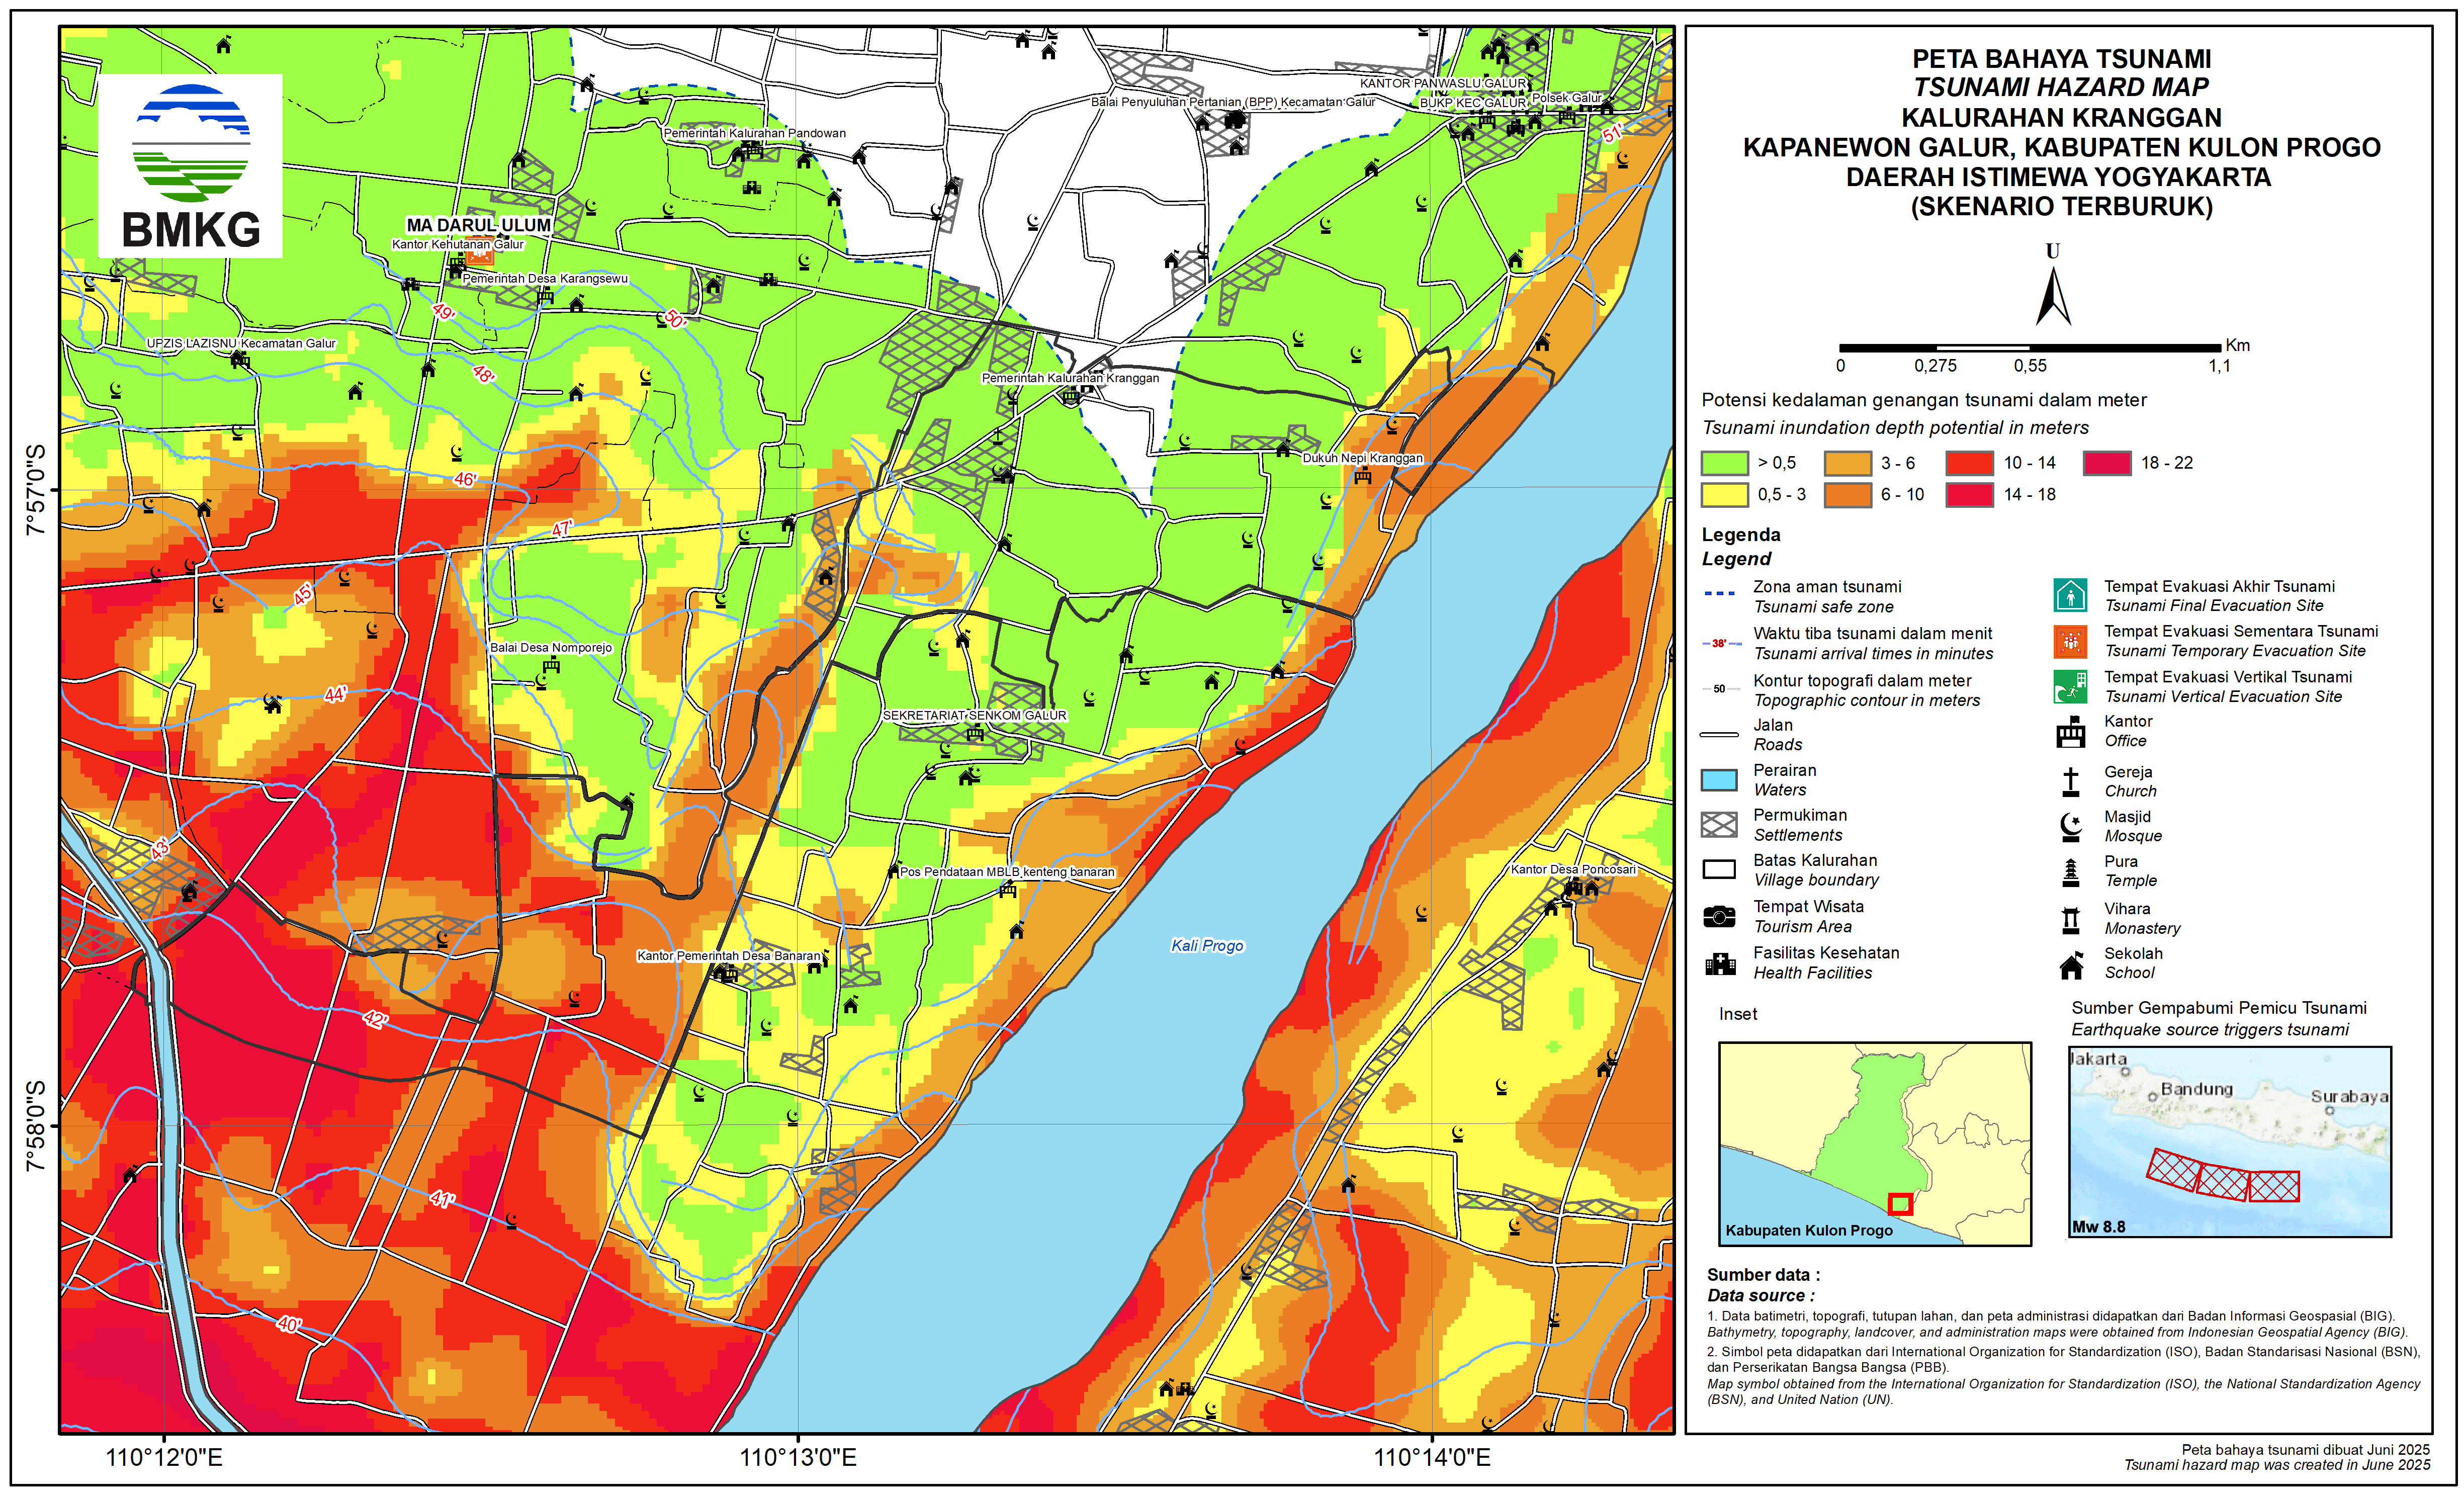 PETA BAHAYA TSUNAMI
TSUNAMI HAZARD MAP
KALURAHAN KRANGGAN
KAPANEWON GALUR, KABUPATEN KULON PROGO
DAERAH ISTIMEWA YOGYAKARTA
(SKENARIO TERBURUK)
U
Km
0 0,275 0,55 1,1
Potensi kedalaman genangan tsunami dalam meter
Tsunami inundation depth potential in meters
> 0,5 3 - 6 10 - 14 18 - 22
0,5 - 3 6 - 10 14 - 18
Legenda
Legend
Zona aman tsunami
Tsunami safe zone
38' Waktu tiba tsunami dalam menit
Tsunami arrival times in minutes
50 Kontur topografi dalam meter
Topographic contour in meters
Jalan
Roads
Perairan
Waters
Permukiman
Settlements
Batas Kalurahan
Village boundary
Tempat Wisata
Tourism Area
Fasilitas Kesehatan
Health Facilities
Tempat Evakuasi Akhir Tsunami
Tsunami Final Evacuation Site
Tempat Evakuasi Sementara Tsunami
Tsunami Temporary Evacuation Site
Tempat Evakuasi Vertikal Tsunami
Tsunami Vertical Evacuation Site
Kantor
Office
Gereja
Church
Masjid
Mosque
Pura
Temple
Vihara
Monastery
Sekolah
School
Inset
Kabupaten Kulon Progo
Sumber Gempabumi Pemicu Tsunami
Earthquake source triggers tsunami
Jakarta
Bandung
Surabaya
Mw 8.8
Sumber data :
Data source :
1. Data batimetri, topografi, tutupan lahan, dan peta administrasi didapatkan dari Badan Informasi Geospasial (BIG).
Bathymetry, topography, landcover, and administration maps were obtained from Indonesian Geospatial Agency (BIG).
2. Simbol peta didapatkan dari International Organization for Standardization (ISO), Badan Standarisasi Nasional (BSN),
dan Perserikatan Bangsa Bangsa (PBB).
Map symbol obtained from the International Organization for Standardization (ISO), the National Standardization Agency
(BSN), and United Nation (UN).
Peta bahaya tsunami dibuat Juni 2025
Tsunami hazard map was created in June 2025
BMKG
KANTOR PANWASLU GALUR
Balai Penyuluhan Pertanian (BPP) Kecamatan Galur
BUKP KEC GALUR
Polsek Galur
51'
Pemerintah Kalurahan Pandowan
MA DARUL ULUM
Kantor Kehutanan Galur
Pemerintah Desa Karangsewu
49'
50'
UPZIS LAZISNU Kecamatan Galur
48'
Pemerintah Kalurahan Kranggan
Dukuh Nepi Kranggan
46'
47'
45'
Balai Desa Nomporejo
44'
SEKRETARIAT SENKOM GALUR
43'
Pos Pendataan MBLB kenteng banaran
Kantor Desa Poncosari
Kali Progo
Kantor Pemerintah Desa Banaran
42'
41'
40'
7°57'0"S
7°58'0"S
110°12'0"E
110°13'0"E
110°14'0"E